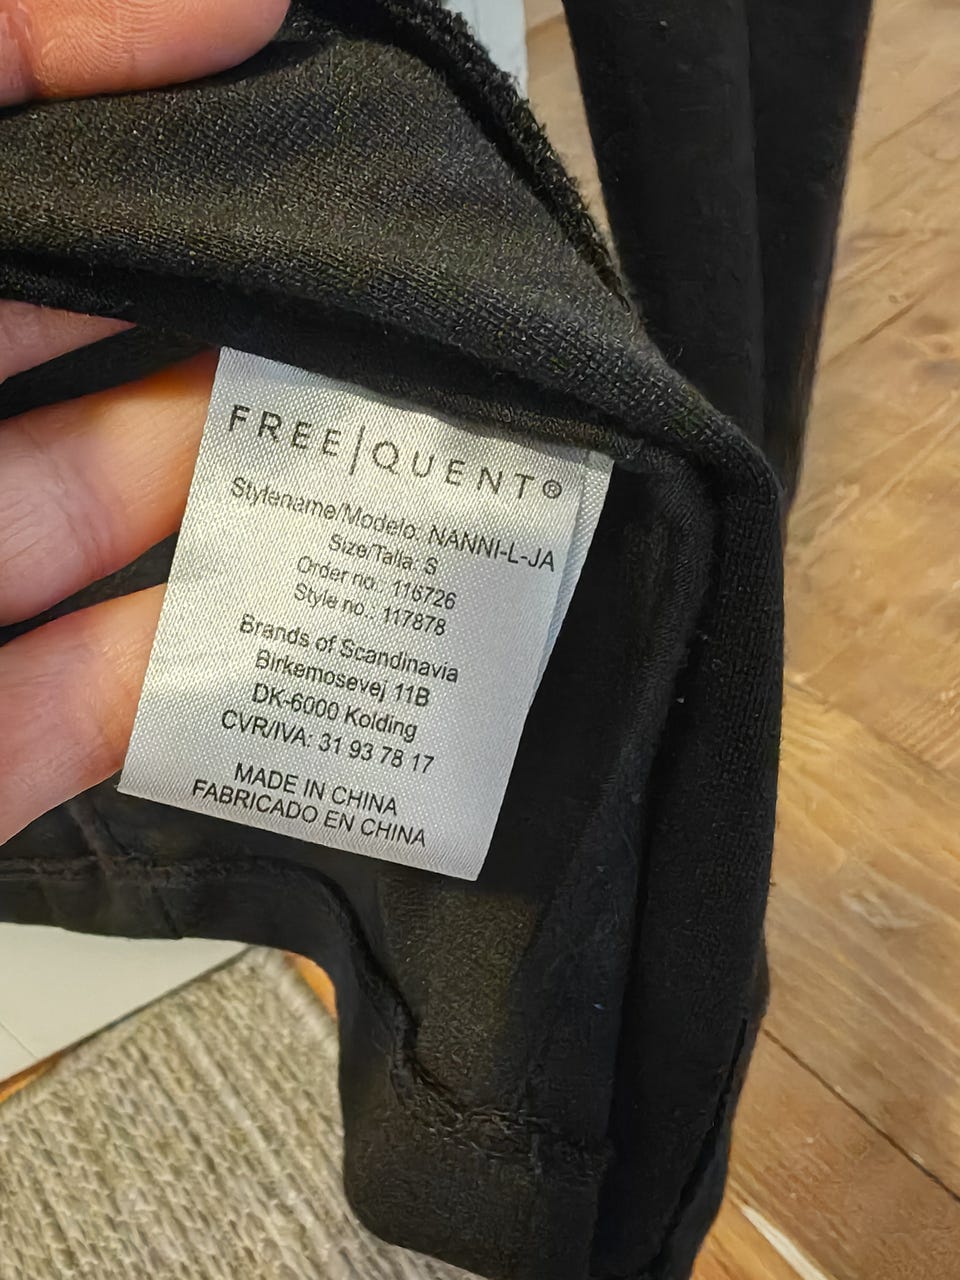 FREE|QUENT®
Stylename/Modelo: NANNI-L-JA
Size/Talla: S
Order no.: 116726
Style no.: 117878
Brands of Scandinavia
Birkemosevej 11B
DK-6000 Kolding
CVR/IVA: 31 93 78 17
MADE IN CHINA
FABRICADO EN CHINA